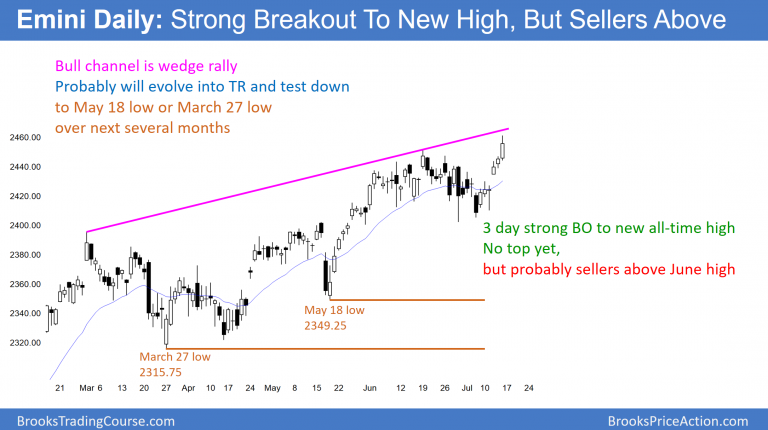 Emini Daily: Strong Breakout To New High, But Sellers Above
Bull channel is wedge rally
Probably will evolve into TR and test down
to May 18 low or March 27 low
over next several months
2460.00
2440.00
2420.00
2400.00
2380.00
2360.00
2340.00
2320.00
3 day strong BO to new all-time high
No top yet,
but probably sellers above June high
May 18 low
2349.25
March 27 low
2315.75
21 Mar 6 13 20 27 Apr 10 17 24 May 8 15 22 Jun 12 19 26 Jul 10 17 24
BrooksTradingCourse.com
BrooksPriceAction.com